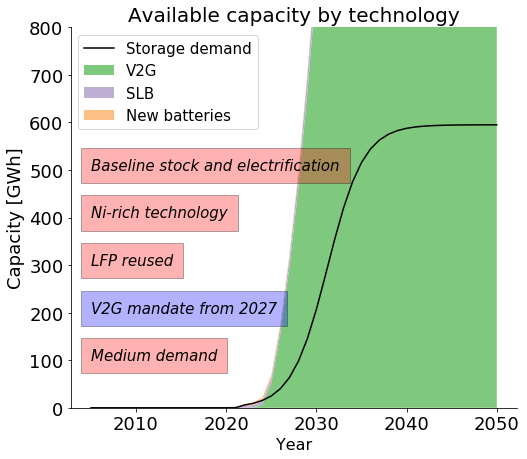 Available capacity by technology
Capacity [GWh]
800
700
600
500
400
300
200
100
0
Storage demand
V2G
SLB
New batteries
Baseline stock and electrification
Ni-rich technology
LFP reused
V2G mandate from 2027
Medium demand
2010 2020 2030 2040 2050
Year